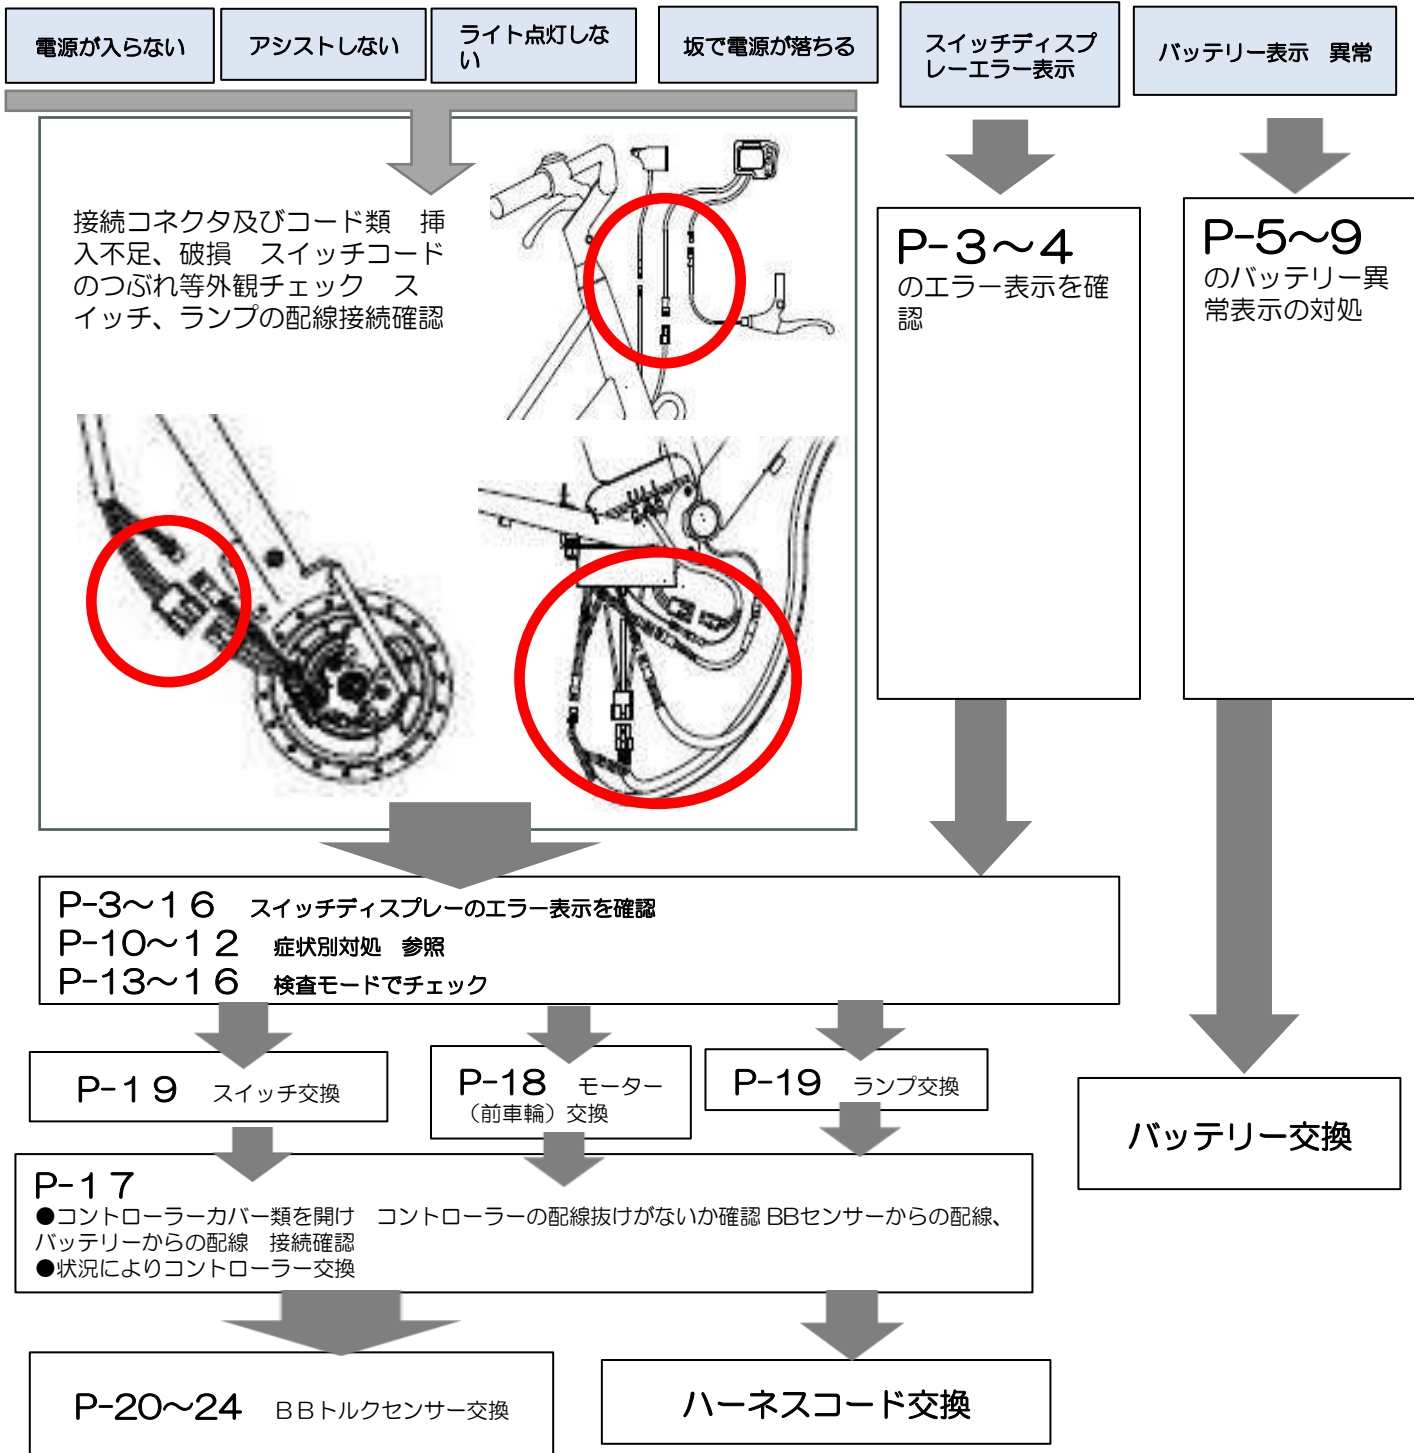 電源が入らない
アシストしない
ライト点灯しな
い
坂で電源が落ちる
スイッチディスプ
レーエラー表示
バッテリー表示　異常
接続コネクタ及びコード類　挿
入不足、破損　スイッチコード
のつぶれ等外観チェック　ス
イッチ、ランプの配線接続確認
P-３～４
のエラー表示を確
認
P-5～9
のバッテリー異
常表示の対処
P-3～１６　スイッチディスプレーのエラー表示を確認
P-10～１２　症状別対処　参照
P-13～１６　検査モードでチェック
P-１９　スイッチ交換
P-18　モーター
（前車輪）交換
P-19　ランプ交換
バッテリー交換
P-１７
●コントローラーカバー類を開け　コントローラーの配線抜けがないか確認 BBセンサーからの配線、
バッテリーからの配線　接続確認
●状況によりコントローラー交換
P-20～24　ＢＢトルクセンサー交換
ハーネスコード交換